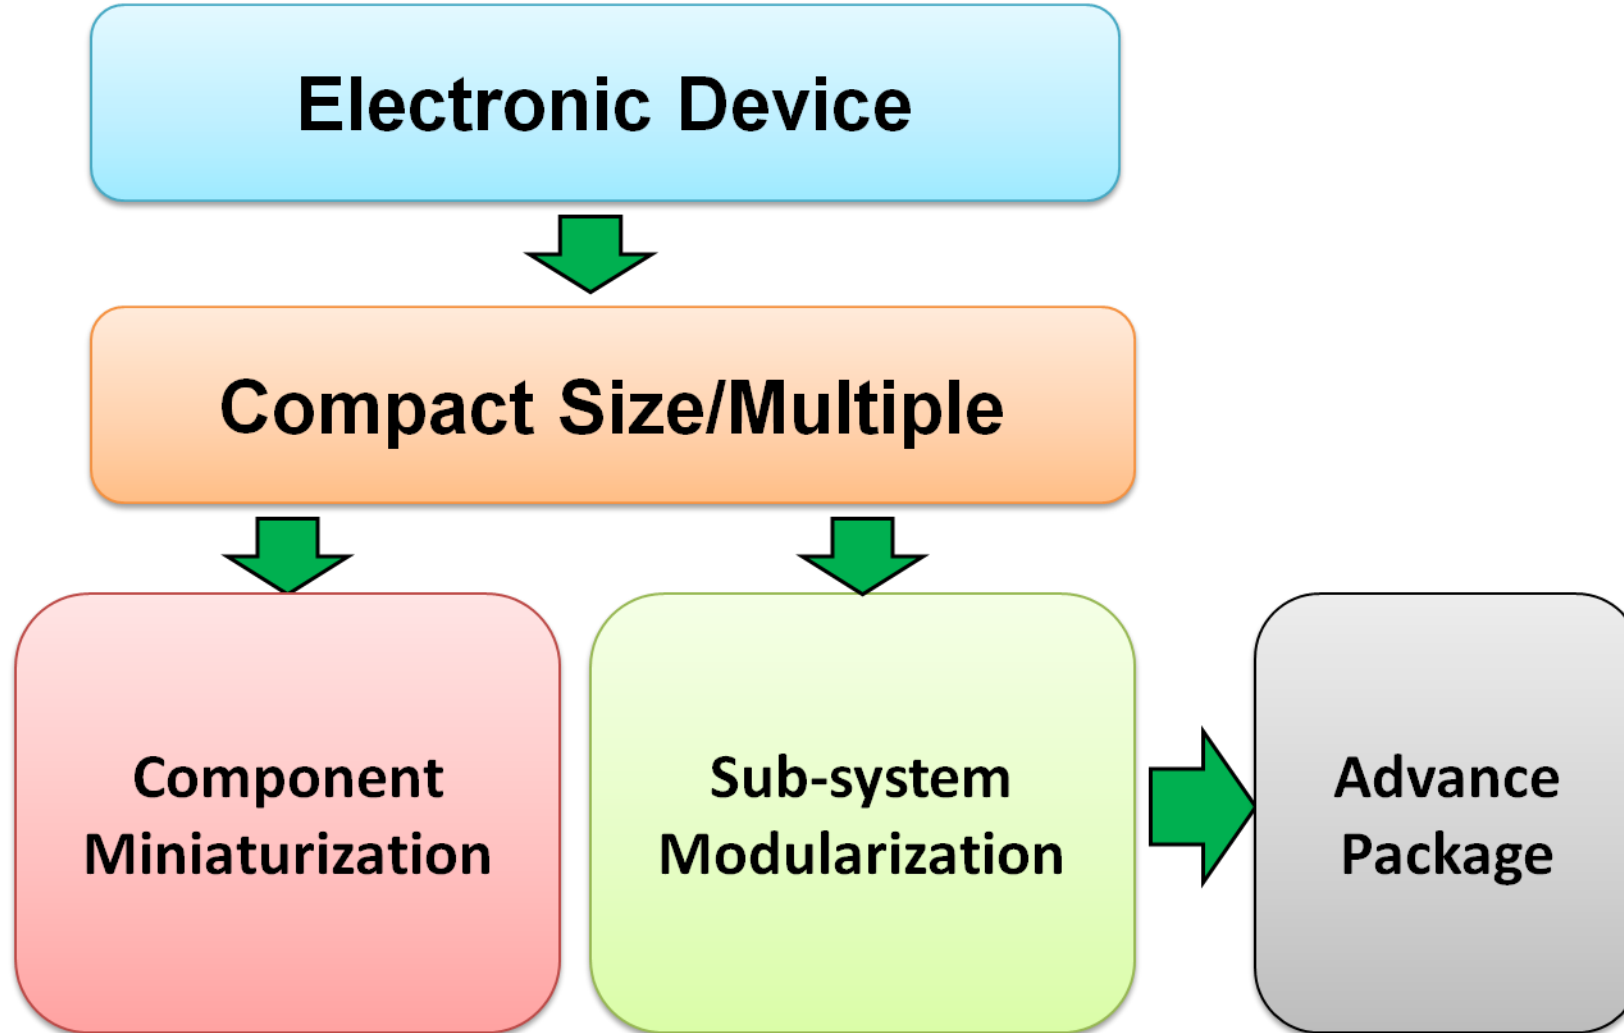 Electronic Device
Compact Size/Multiple
Component
Miniaturization
Sub-system
Modularization
Advance
Package